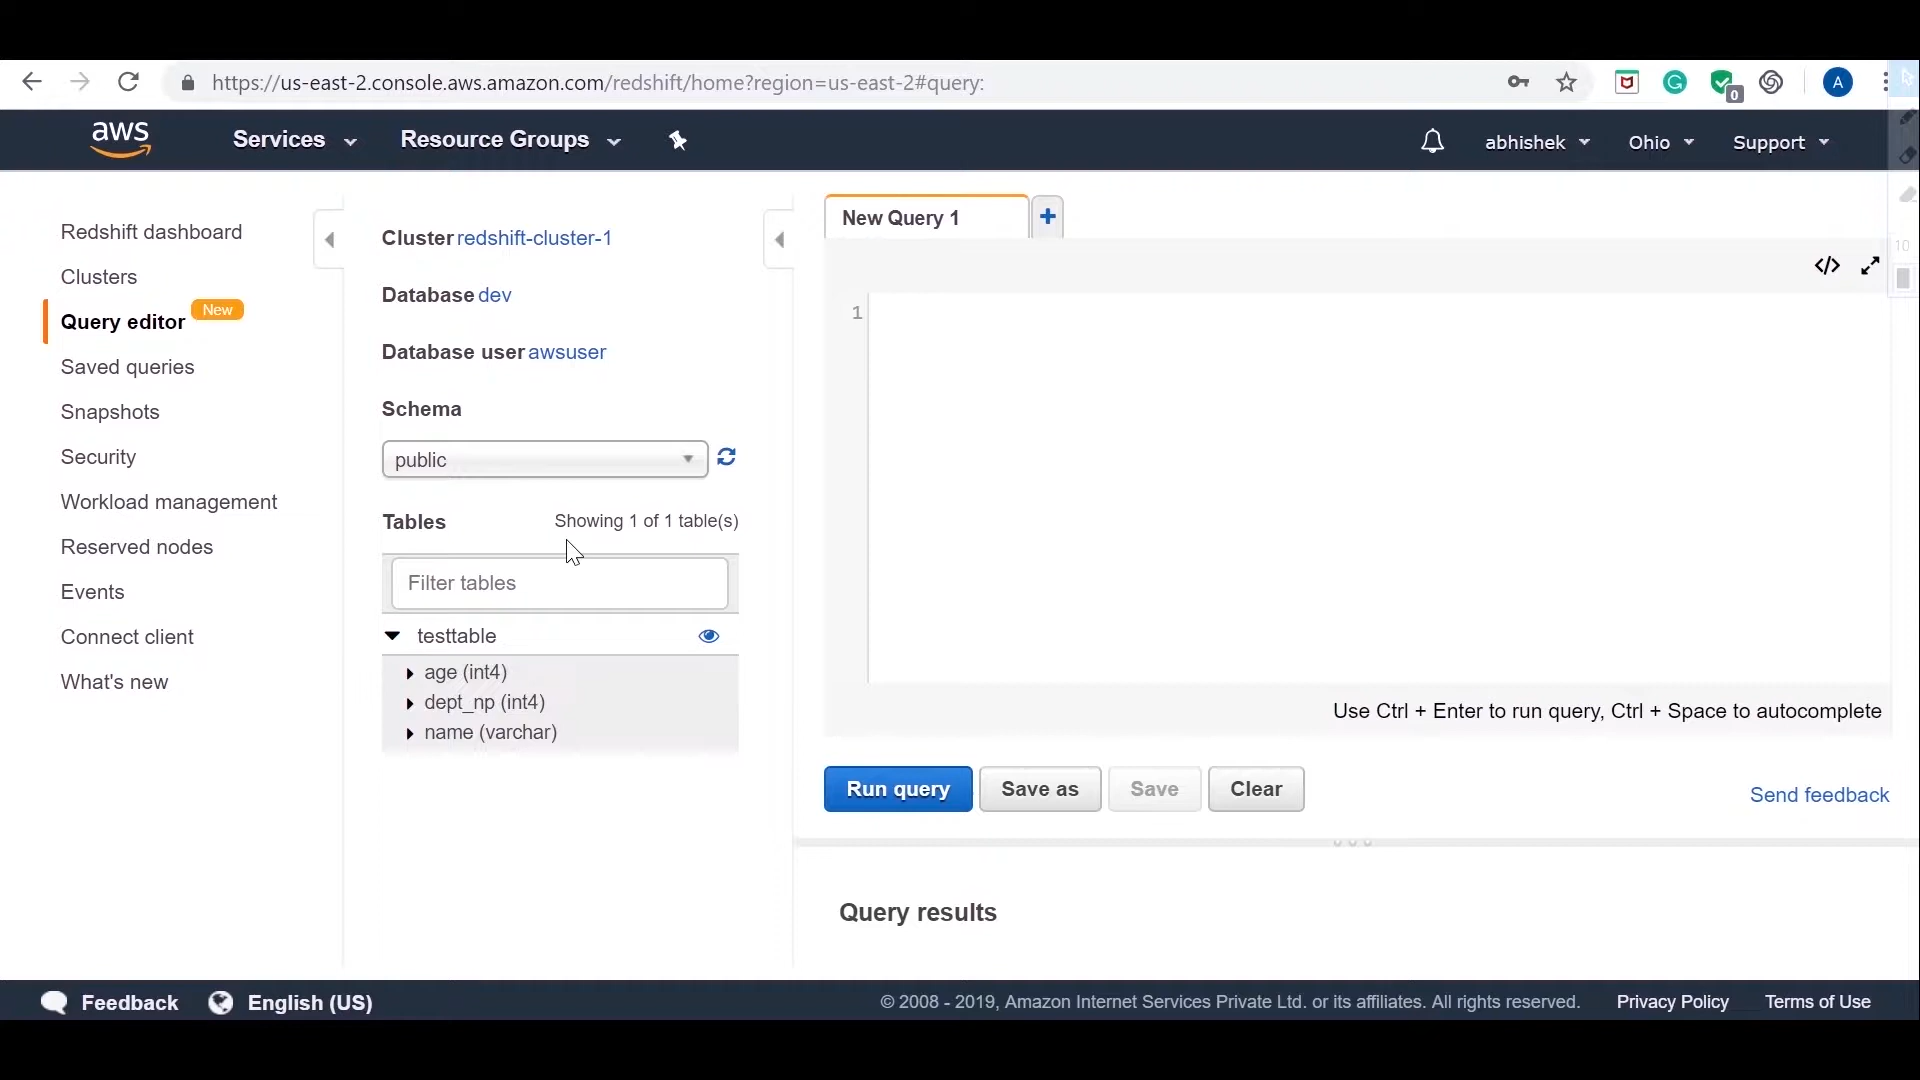 https://us-east-2.console.aws.amazon.com/redshift/home?region=us-east-2#query:
0
A
aws
Services
Resource Groups
abhishek
Ohio
Support
Redshift dashboard
Clusters
Query editor
New
Saved queries
Snapshots
Security
Workload management
Reserved nodes
Events
Connect client
What's new
Cluster redshift-cluster-1
Database dev
Database user awsuser
Schema
public
Tables
Showing 1 of 1 table(s)
Filter tables
testtable
age (int4)
dept_np (int4)
name (varchar)
New Query 1
+
</>
10
1
Use Ctrl + Enter to run query, Ctrl + Space to autocomplete
Run query
Save as
Save
Clear
Send feedback
Query results
Feedback
English (US)
© 2008 - 2019, Amazon Internet Services Private Ltd. or its affiliates. All rights reserved.
Privacy Policy
Terms of Use